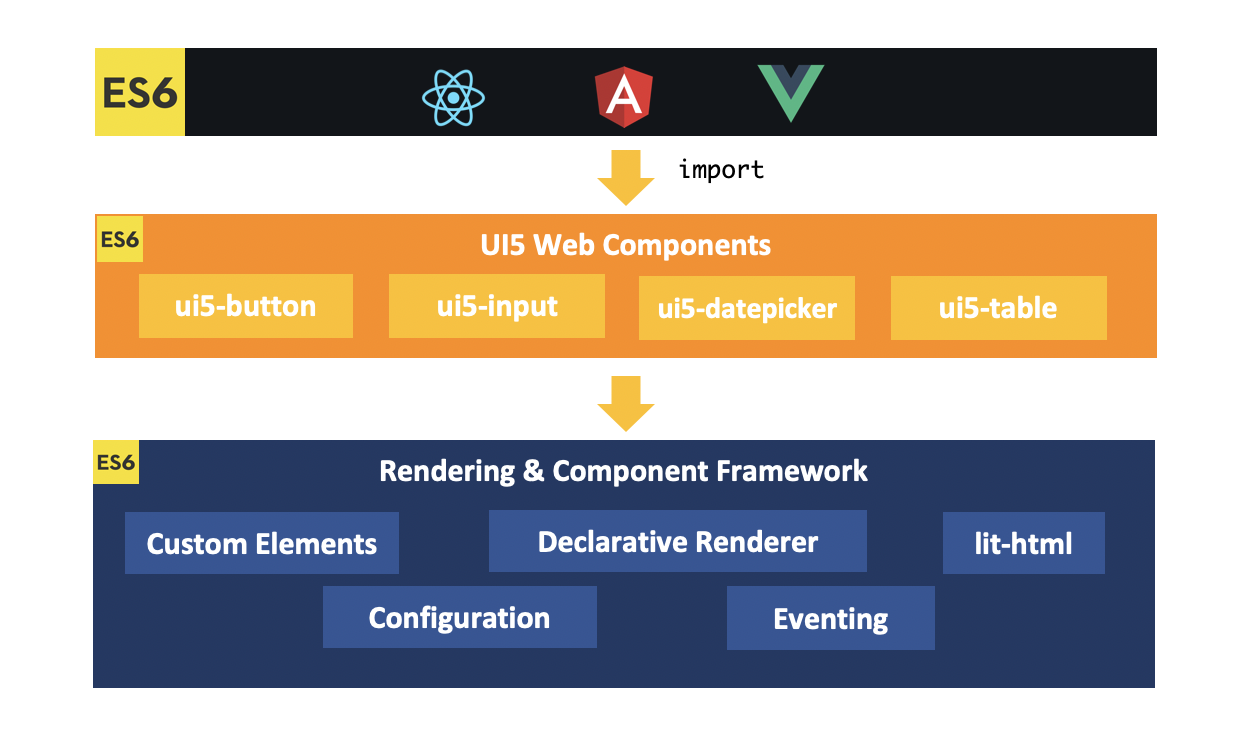 ES6
A
import
ES6
UI5 Web Components
ui5-button
ui5-input
ui5-datepicker
ui5-table
ES6
Rendering & Component Framework
Custom Elements
Declarative Renderer
lit-html
Configuration
Eventing